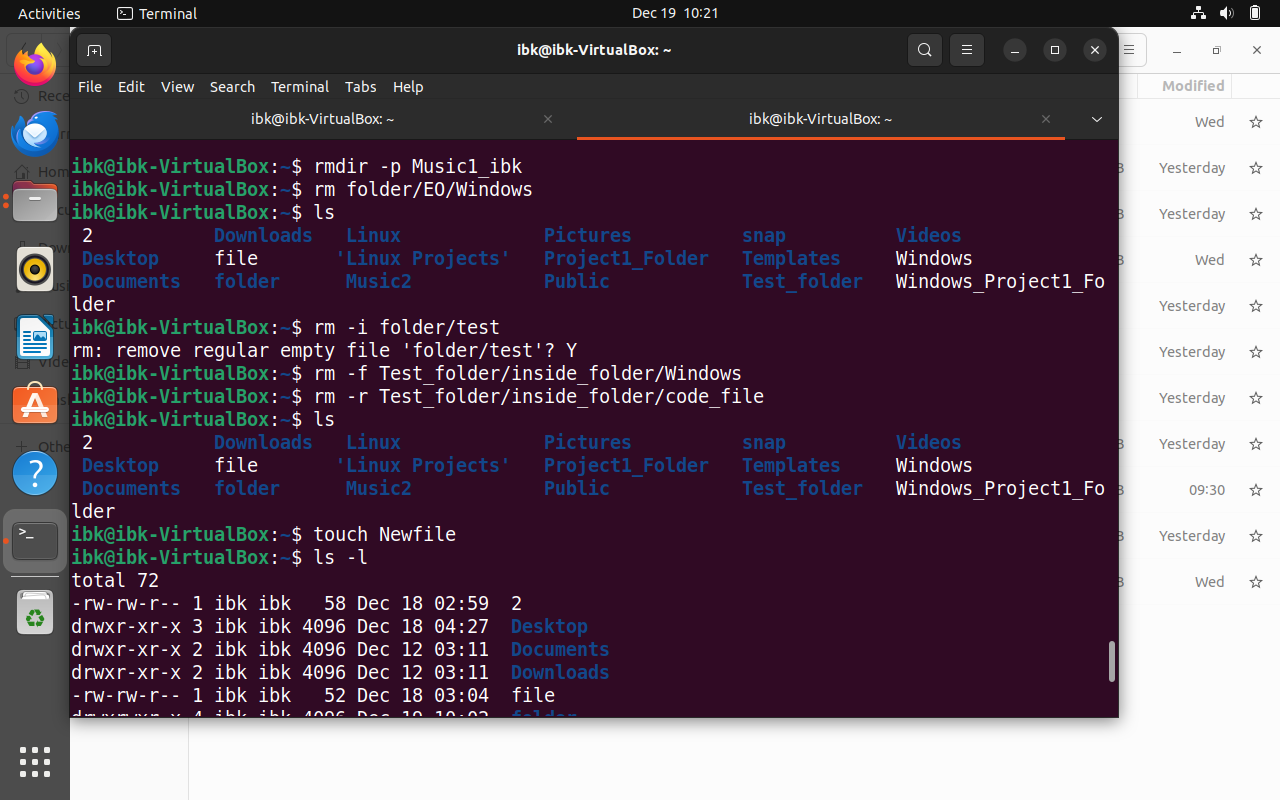 Activities Terminal Dec 19 10:21
ibk@ibk-VirtualBox: ~
File Edit View Search Terminal Tabs Help
Modified
ibk@ibk-VirtualBox: ~ ibk@ibk-VirtualBox: ~
Wed
ibk@ibk-VirtualBox:~$ rmdir -p Music1_ibk
Yesterday
ibk@ibk-VirtualBox:~$ rm folder/EO/Windows
ibk@ibk-VirtualBox:~$ ls
Yesterday
2 Downloads Linux Pictures snap Videos
Desktop file 'Linux Projects' Project1_Folder Templates Windows
Wed
Documents folder Music2 Public Test_folder Windows_Project1_Fo
lder
Yesterday
ibk@ibk-VirtualBox:~$ rm -i folder/test
rm: remove regular empty file 'folder/test'? Y
Yesterday
ibk@ibk-VirtualBox:~$ rm -f Test_folder/inside_folder/Windows
ibk@ibk-VirtualBox:~$ rm -r Test_folder/inside_folder/code_file
Yesterday
ibk@ibk-VirtualBox:~$ ls
2 Downloads Linux Pictures snap Videos
Yesterday
Desktop file 'Linux Projects' Project1_Folder Templates Windows
Documents folder Music2 Public Test_folder Windows_Project1_Fo
09:30
lder
ibk@ibk-VirtualBox:~$ touch Newfile
Yesterday
ibk@ibk-VirtualBox:~$ ls -l
total 72
Wed
-rw-rw-r-- 1 ibk ibk 58 Dec 18 02:59 2
drwxr-xr-x 3 ibk ibk 4096 Dec 18 04:27 Desktop
drwxr-xr-x 2 ibk ibk 4096 Dec 12 03:11 Documents
drwxr-xr-x 2 ibk ibk 4096 Dec 12 03:11 Downloads
-rw-rw-r-- 1 ibk ibk 52 Dec 18 03:04 file